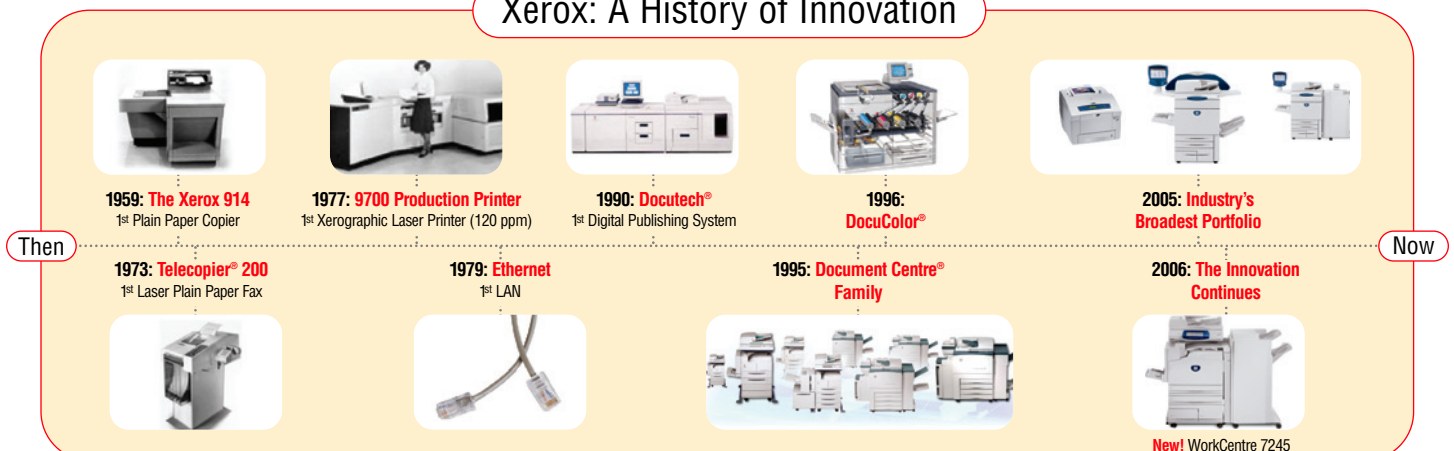 Xerox: A History of Innovation
1959: The Xerox 914
1st Plain Paper Copier
1977: 9700 Production Printer
1st Xerographic Laser Printer (120 ppm)
1990: Docutech®
1st Digital Publishing System
1996:
DocuColor®
2005: Industry's
Broadest Portfolio
Then
Now
1973: Telecopier® 200
1st Laser Plain Paper Fax
1979: Ethernet
1st LAN
1995: Document Centre®
Family
2006: The Innovation
Continues
New! WorkCentre 7245